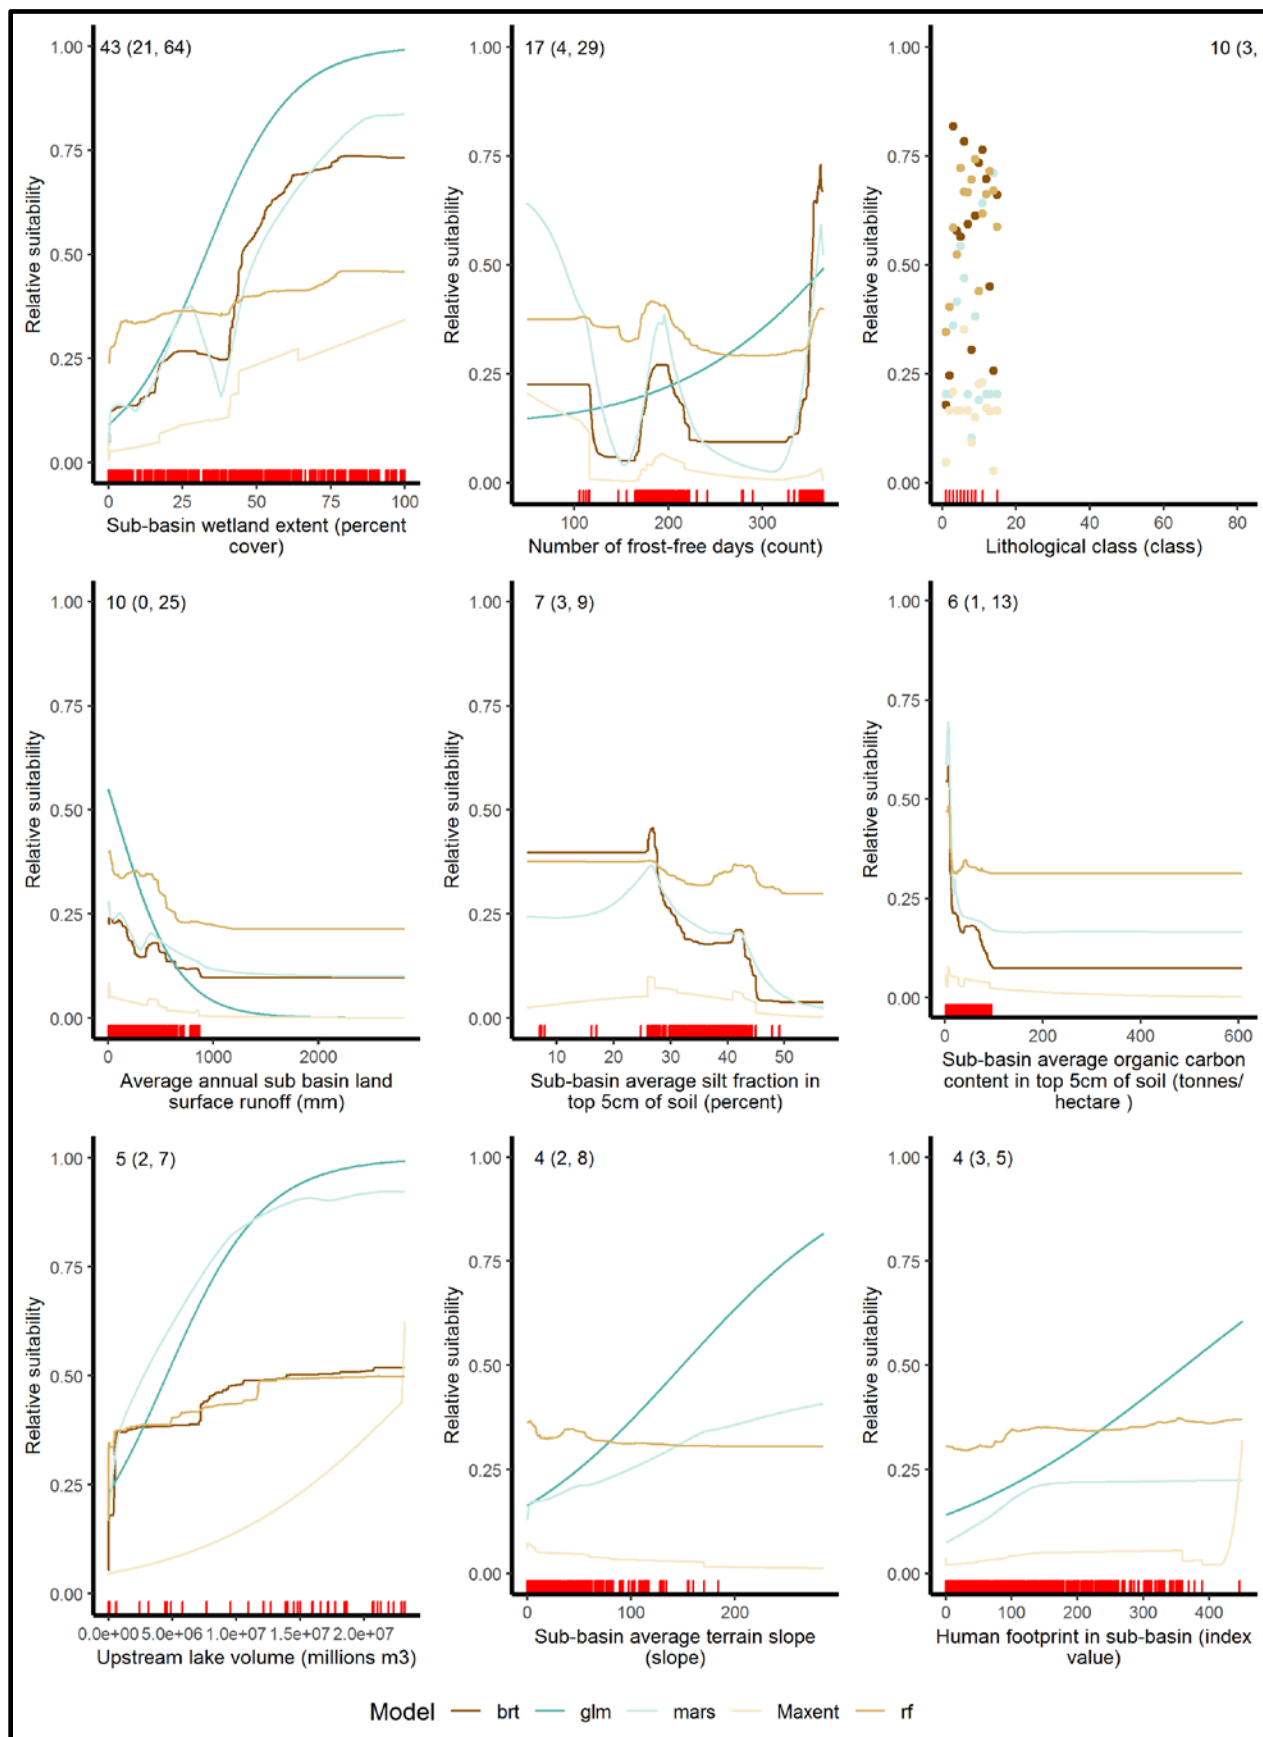 43 (21, 64)
1.00
0.75
0.50
0.25
0.00
Relative suitability
0 25 50 75 100
Sub-basin wetland extent (percent
cover)
17 (4, 29)
1.00
0.75
0.50
0.25
0.00
Relative suitability
100 200 300
Number of frost-free days (count)
10 (3,
1.00
0.75
0.50
0.25
0.00
Relative suitability
0 20 40 60 80
Lithological class (class)
10 (0, 25)
1.00
0.75
0.50
0.25
0.00
Relative suitability
0 1000 2000
Average annual sub basin land
surface runoff (mm)
7 (3, 9)
1.00
0.75
0.50
0.25
0.00
Relative suitability
10 20 30 40 50
Sub-basin average silt fraction in
top 5cm of soil (percent)
6 (1, 13)
1.00
0.75
0.50
0.25
0.00
Relative suitability
0 200 400 600
Sub-basin average organic carbon
content in top 5cm of soil (tonnes/
hectare )
5 (2, 7)
1.00
0.75
0.50
0.25
0.00
Relative suitability
0.0e+00 5.0e+06 1.0e+07 1.5e+07 2.0e+07
Upstream lake volume (millions m3)
4 (2, 8)
1.00
0.75
0.50
0.25
0.00
Relative suitability
0 100 200
Sub-basin average terrain slope
(slope)
4 (3, 5)
1.00
0.75
0.50
0.25
0.00
Relative suitability
0 100 200 300 400
Human footprint in sub-basin (index
value)
Model brt glm mars Maxent rf